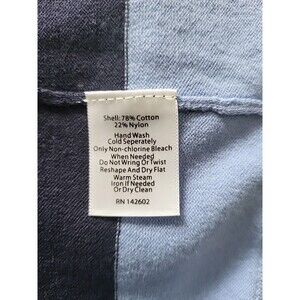 Shell: 78% Cotton
22% Nylon
Hand Wash
Cold Seperately
Only Non-chlorine Bleach
When Needed
Do Not Wring Or Twist
Reshape And Dry Flat
Warm Steam
Iron If Needed
Or Dry Clean
RN 142602